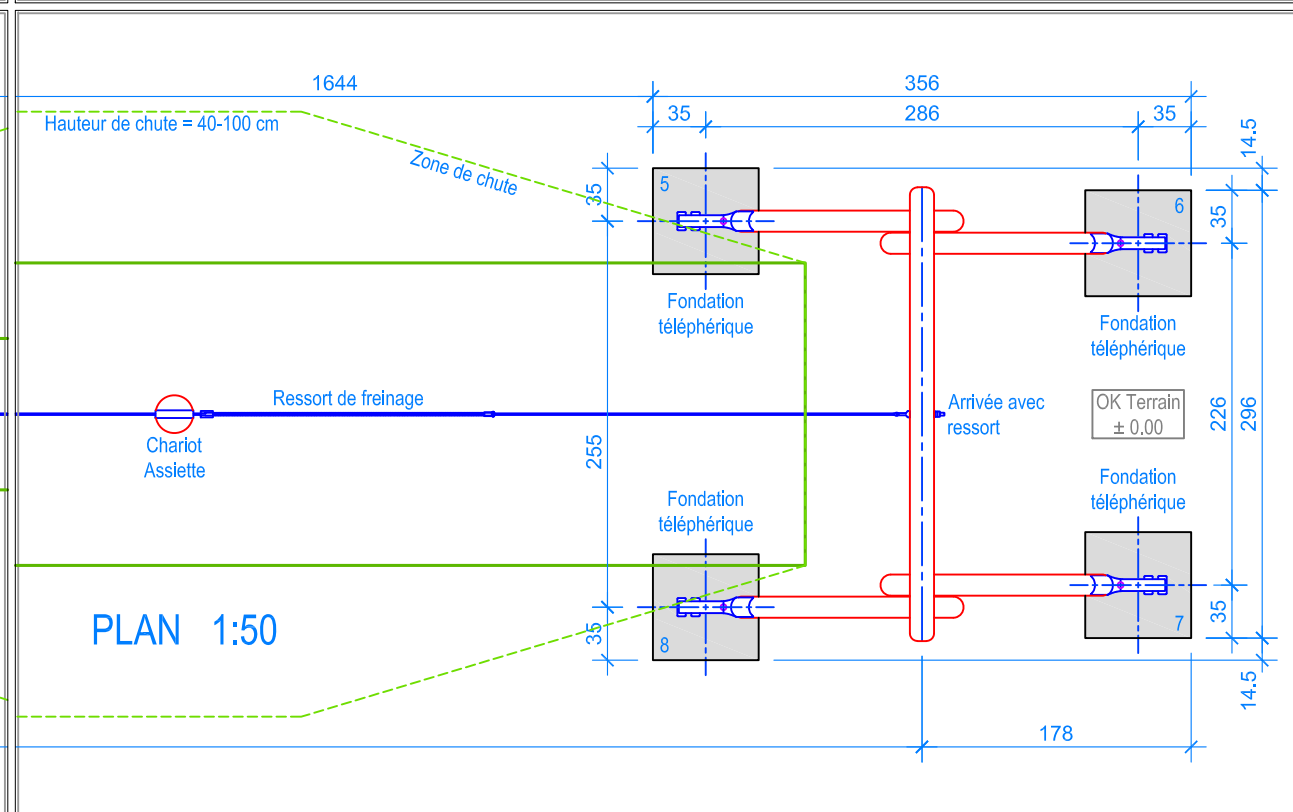 1644
356
35
286
35
Hauteur de chute = 40-100 cm
Zone de chute
14.5
35
5
6
35
Fondation
téléphérique
Fondation
téléphérique
Ressort de freinage
Arrivée avec
ressort
OK Terrain
± 0.00
226
296
Chariot
Assiette
255
Fondation
téléphérique
Fondation
téléphérique
PLAN 1:50
35
8
7
35
14.5
178